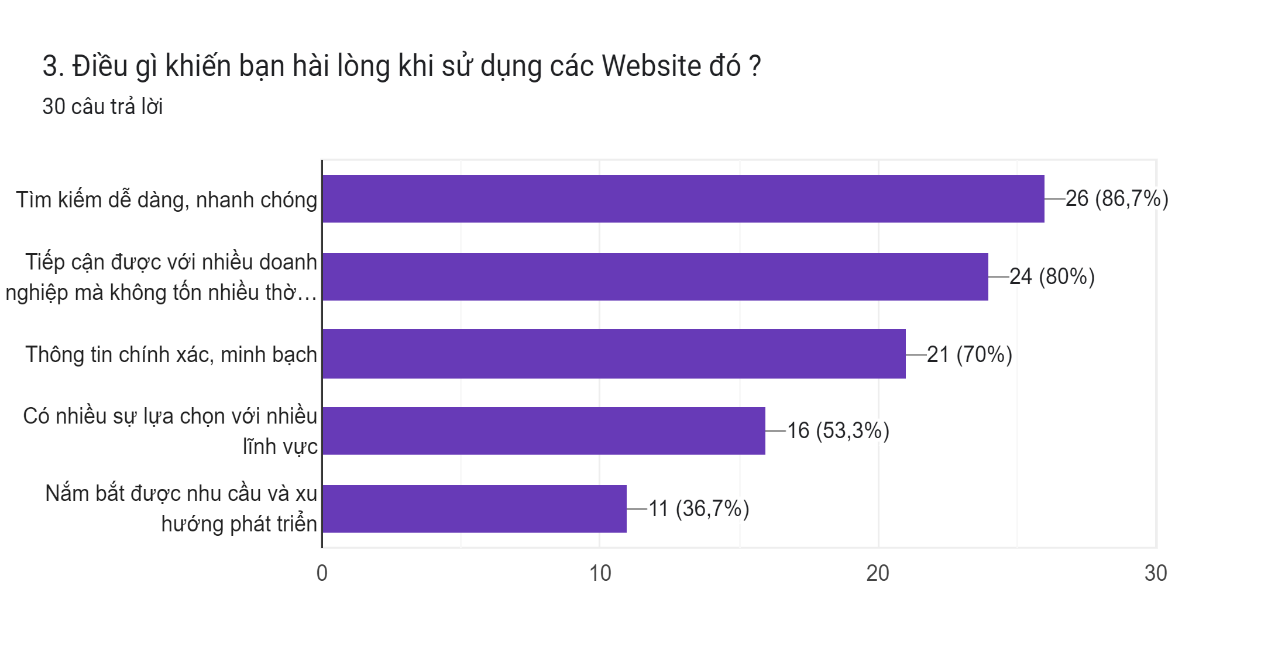 3. Điều gì khiến bạn hài lòng khi sử dụng các Website đó ?
30 câu trả lời
Tìm kiếm dễ dàng, nhanh chóng
26 (86,7%)
Tiếp cận được với nhiều doanh
nghiệp mà không tốn nhiều thờ…
24 (80%)
Thông tin chính xác, minh bạch
21 (70%)
Có nhiều sự lựa chọn với nhiều
lĩnh vực
16 (53,3%)
Nắm bắt được nhu cầu và xu
hướng phát triển
11 (36,7%)
0 10 20 30